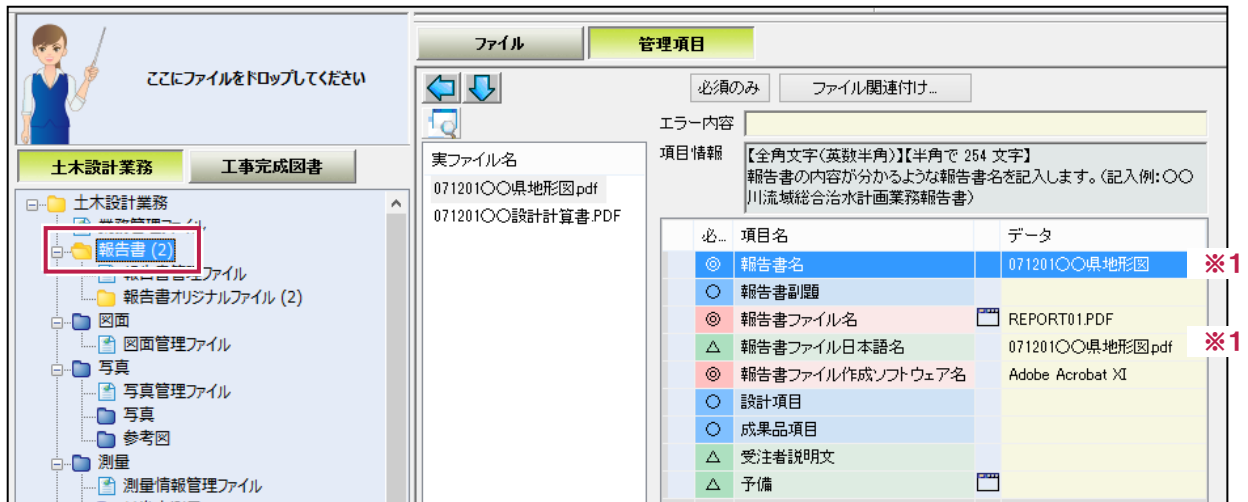 ここにファイルをドロップしてください
土木設計業務
工事完成図書
土木設計業務
報告書 (2)
報告書オリジナルファイル (2)
図面
図面管理ファイル
写真
写真管理ファイル
写真
参考図
測量
測量情報管理ファイル
ファイル
管理項目
必須のみ
ファイル関連付け...
エラー内容
項目情報
【全角文字(英数半角)】【半角で 254 文字】
報告書の内容が分かるような報告書名を記入します。(記入例:〇〇
川流域総合治水計画業務報告書)
実ファイル名
071201〇〇県地形図.pdf
071201〇〇設計計算書.PDF
必... 項目名 データ
◎ 報告書名 071201〇〇県地形図 ※1
○ 報告書副題
◎ 報告書ファイル名 REPORT01.PDF
△ 報告書ファイル日本語名 071201〇〇県地形図.pdf ※1
◎ 報告書ファイル作成ソフトウェア名 Adobe Acrobat XI
○ 設計項目
○ 成果品項目
△ 受注者説明文
△ 予備